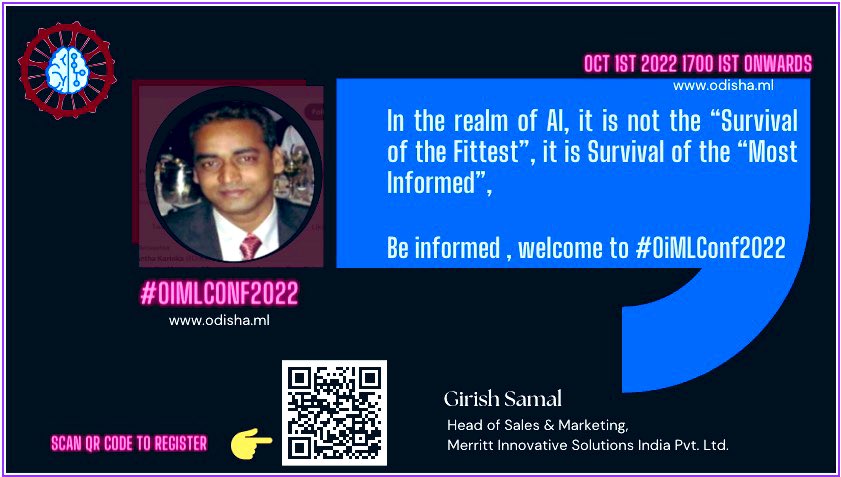 OCT 1ST 2022 1700 IST ONWARDS
www.odisha.ml
In the realm of AI, it is not the “Survival
of the Fittest”, it is Survival of the “Most
Informed”,
Be informed , welcome to #OiMLConf2022
#OIMLCONF2022
www.odisha.ml
Girish Samal
Head of Sales & Marketing,
Merritt Innovative Solutions India Pvt. Ltd.
SCAN QR CODE TO REGISTER